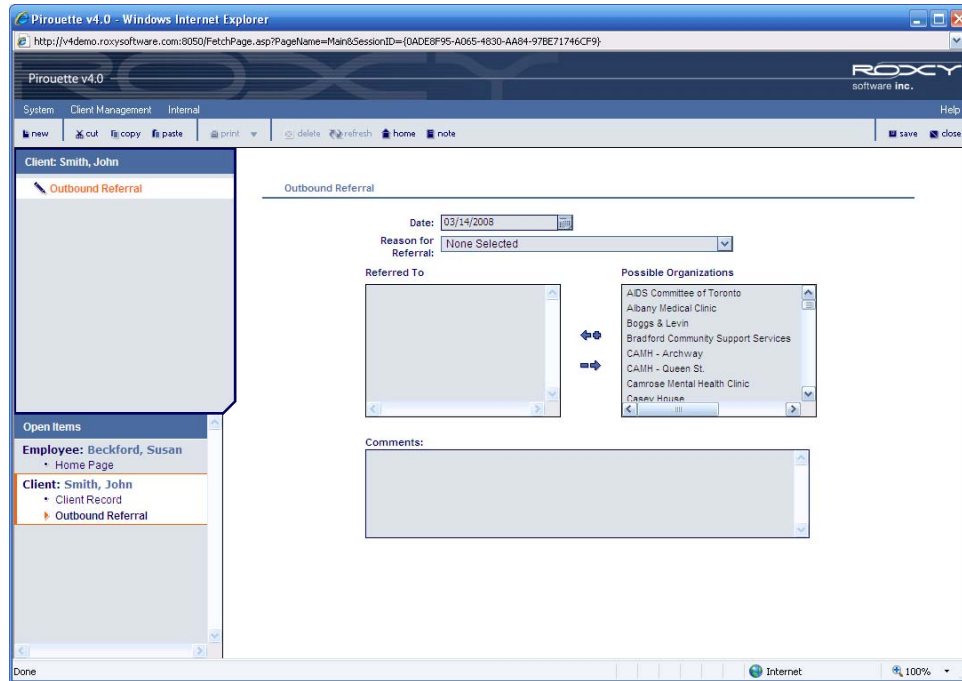 Pirouette v4.0 - Windows Internet Explorer
http://v4demo.roxysoftware.com:8050/FetchPage.asp?PageName=Main&SessionID={0ADE8F95-A065-4830-AA84-97BE71746CF9}
Pirouette v4.0
ROXY
software inc.
System Client Management Internal Help
new cut copy paste print delete refresh home note save close
Client: Smith, John
Outbound Referral
Outbound Referral
Date: 03/14/2008
Reason for Referral: None Selected
Referred To
Possible Organizations
AIDS Committee of Toronto
Albany Medical Clinic
Boggs & Levin
Bradford Community Support Services
CAMH - Archway
CAMH - Queen St.
Camrose Mental Health Clinic
Casey House
Comments:
Open Items
Employee: Beckford, Susan
• Home Page
Client: Smith, John
• Client Record
Outbound Referral
Done Internet 100%